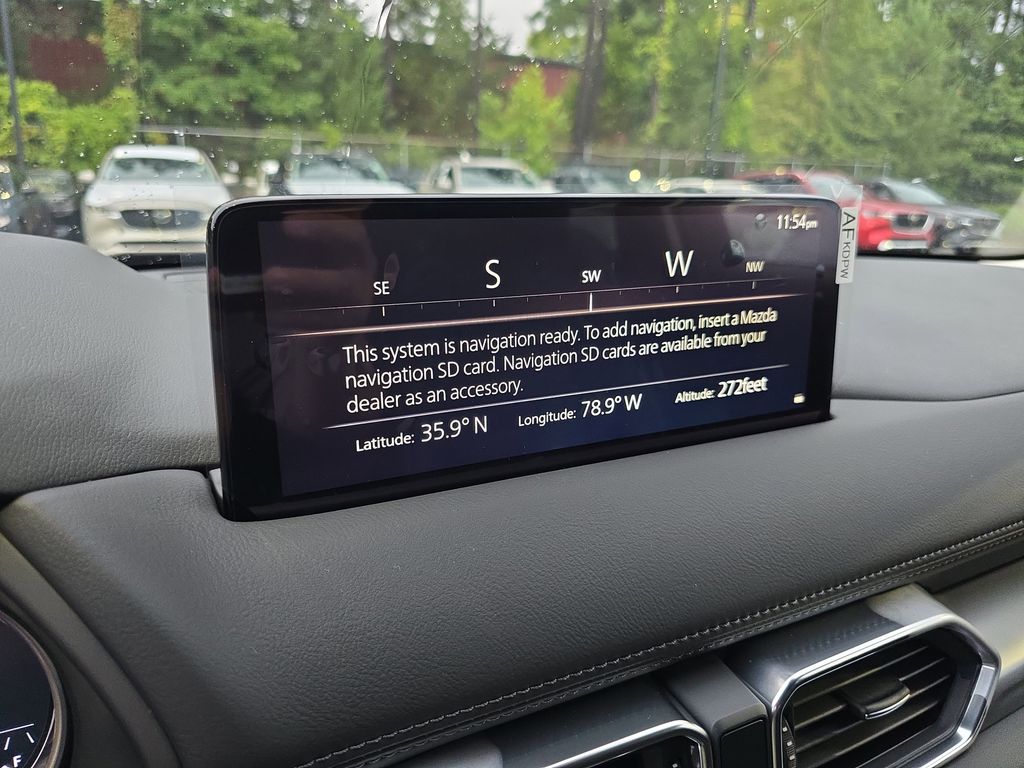 11:54pm
SE S SW W NW
This system is navigation ready. To add navigation, insert a Mazda
navigation SD card. Navigation SD cards are available from your
dealer as an accessory.
Latitude: 35.9° N Longitude: 78.9° W Altitude: 272feet
AF KDPW
F